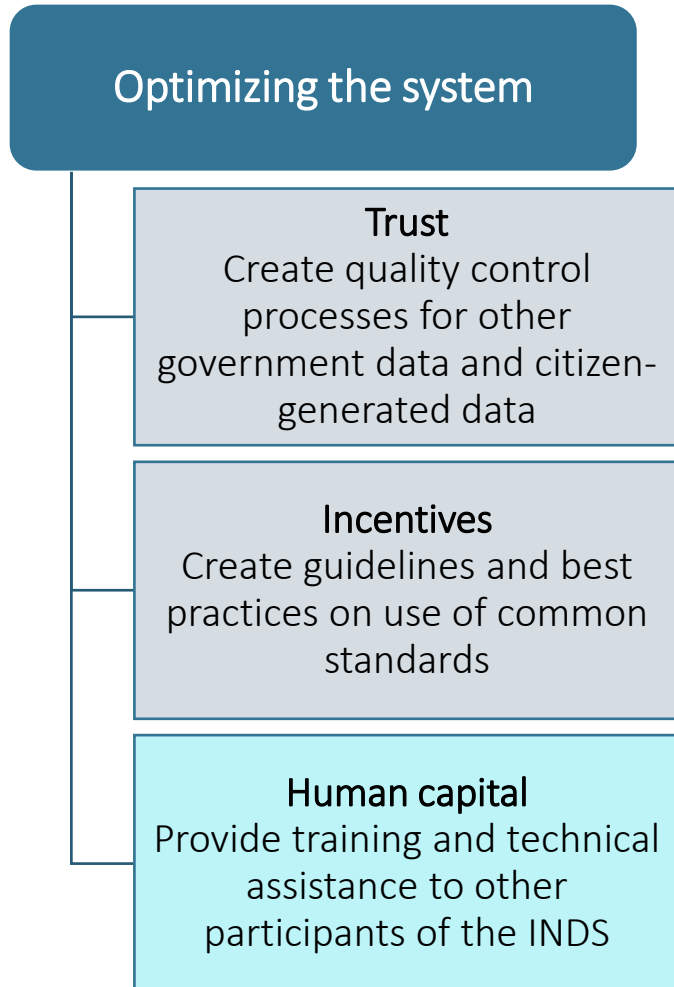 Optimizing the system
Trust
Create quality control
processes for other
government data and citizen-
generated data
Incentives
Create guidelines and best
practices on use of common
standards
Human capital
Provide training and technical
assistance to other
participants of the INDS